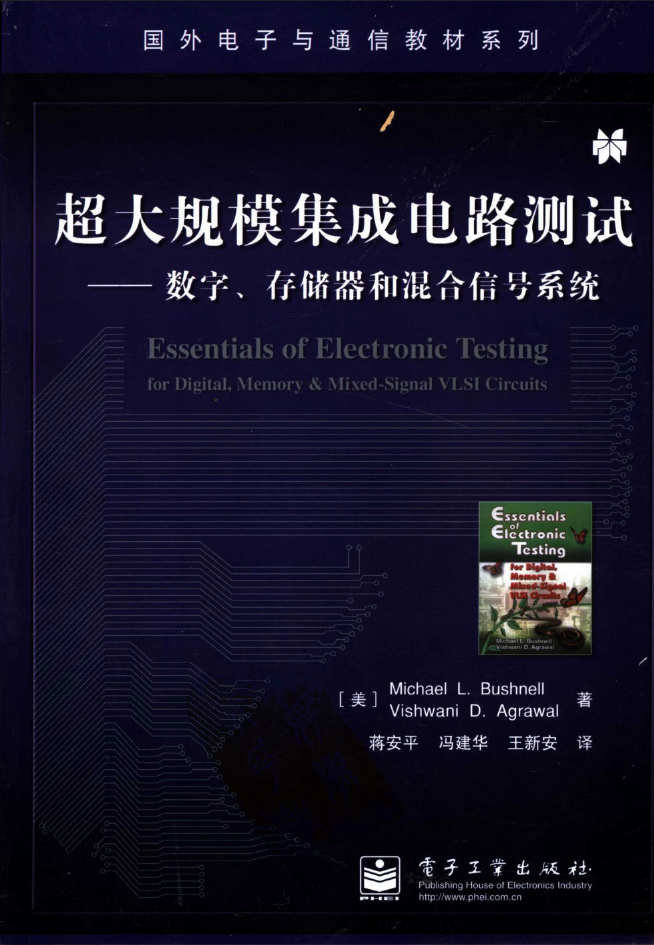 国外电子与通信教材系列
超大规模集成电路测试
—— 数字、存储器和混合信号系统
Essentials of Electronic Testing
for Digital, Memory & Mixed-Signal VLSI Circuits
Essentials
of
Electronic
Testing
for Digital,
Memory &
Mixed-Signal
VLSI Circuits
Michael L. Bushnell
Vishwani D. Agrawal
[美] Michael L. Bushnell
Vishwani D. Agrawal 著
蒋安平 冯建华 王新安 译
電子工業出版社·
Publishing House of Electronics Industry
PHEI http://www.phei.com.cn